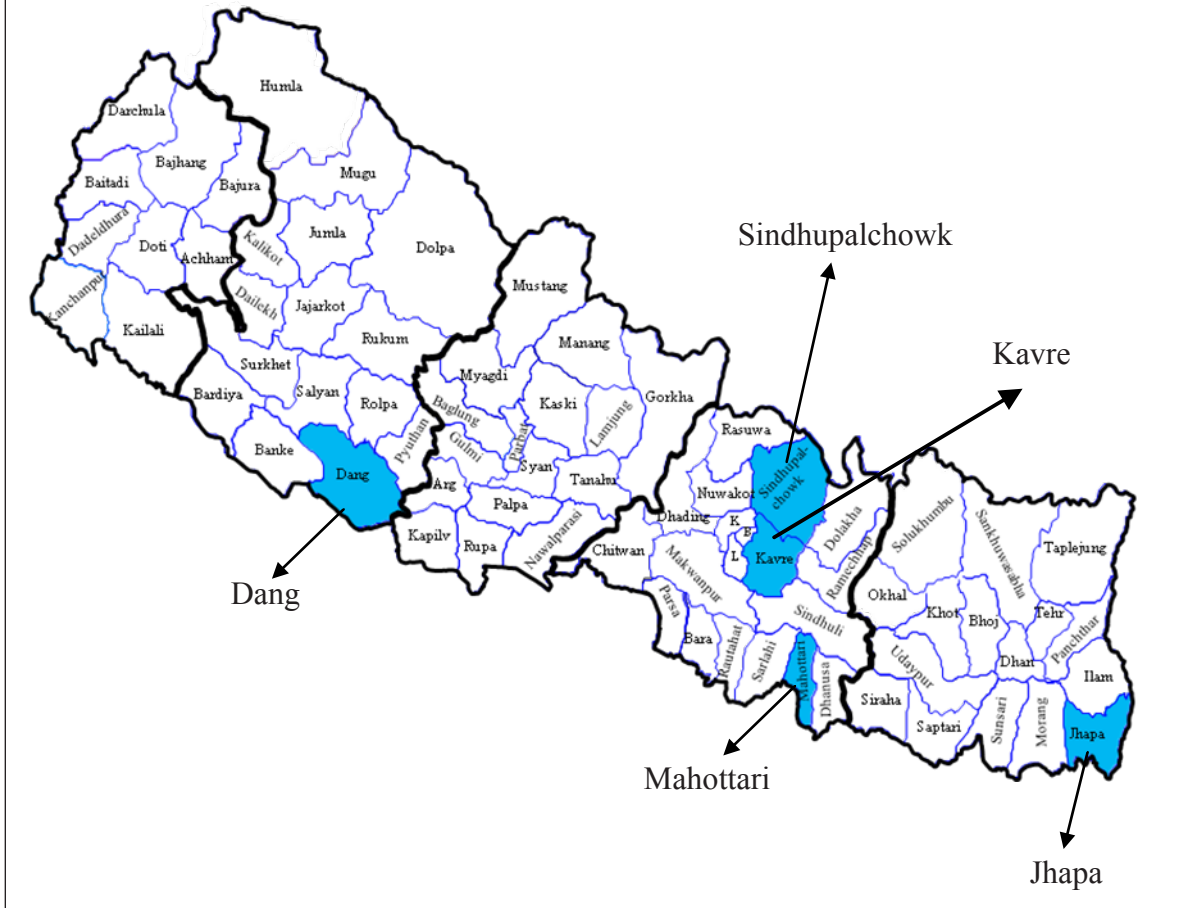 Humla
Darchula
Bajhang
Mugu
Baitadi
Bajura
Dadeldhura
Jumla
Kalikot
Doti
Achham
Dolpa
Sindhupalchowk
Kanchanpur
Mustang
Dailekh
Jajarkot
Kailali
Rukum
Manang
Kavre
Surkhet
Myagdi
Salyan
Bardiya
Rolpa
Baglung
Kaski
Lamjung
Gorkha
Pyuthan
Gulmi
Parbat
Rasuwa
Banke
Dang
Syan
Sindhupal-
chowk
Arg
Tanahu
Nuwakot
Palpa
Dhading
K
B
L
Dolakha
Solukhumbu
Sankhuwasabha
Taplejung
Kapilv
Rupa
Nawalparasi
Chitwan
Makwanpur
Kavre
Ramechhap
Dang
Okhal
Khot
Bhoj
Tehr
Panchthar
Parsa
Bara
Rautahat
Sarlahi
Sindhuli
Mahottari
Dhanusa
Udaypur
Dhan
Ilam
Siraha
Saptari
Sunsari
Morang
Jhapa
Mahottari
Jhapa